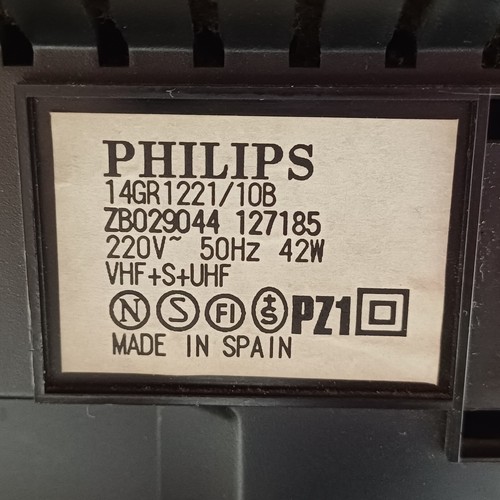 PHILIPS
14GR1221/10B
ZB029044 127185
220V~ 50Hz 42W
VHF+S+UHF
N S FI +S PZ1
MADE IN SPAIN